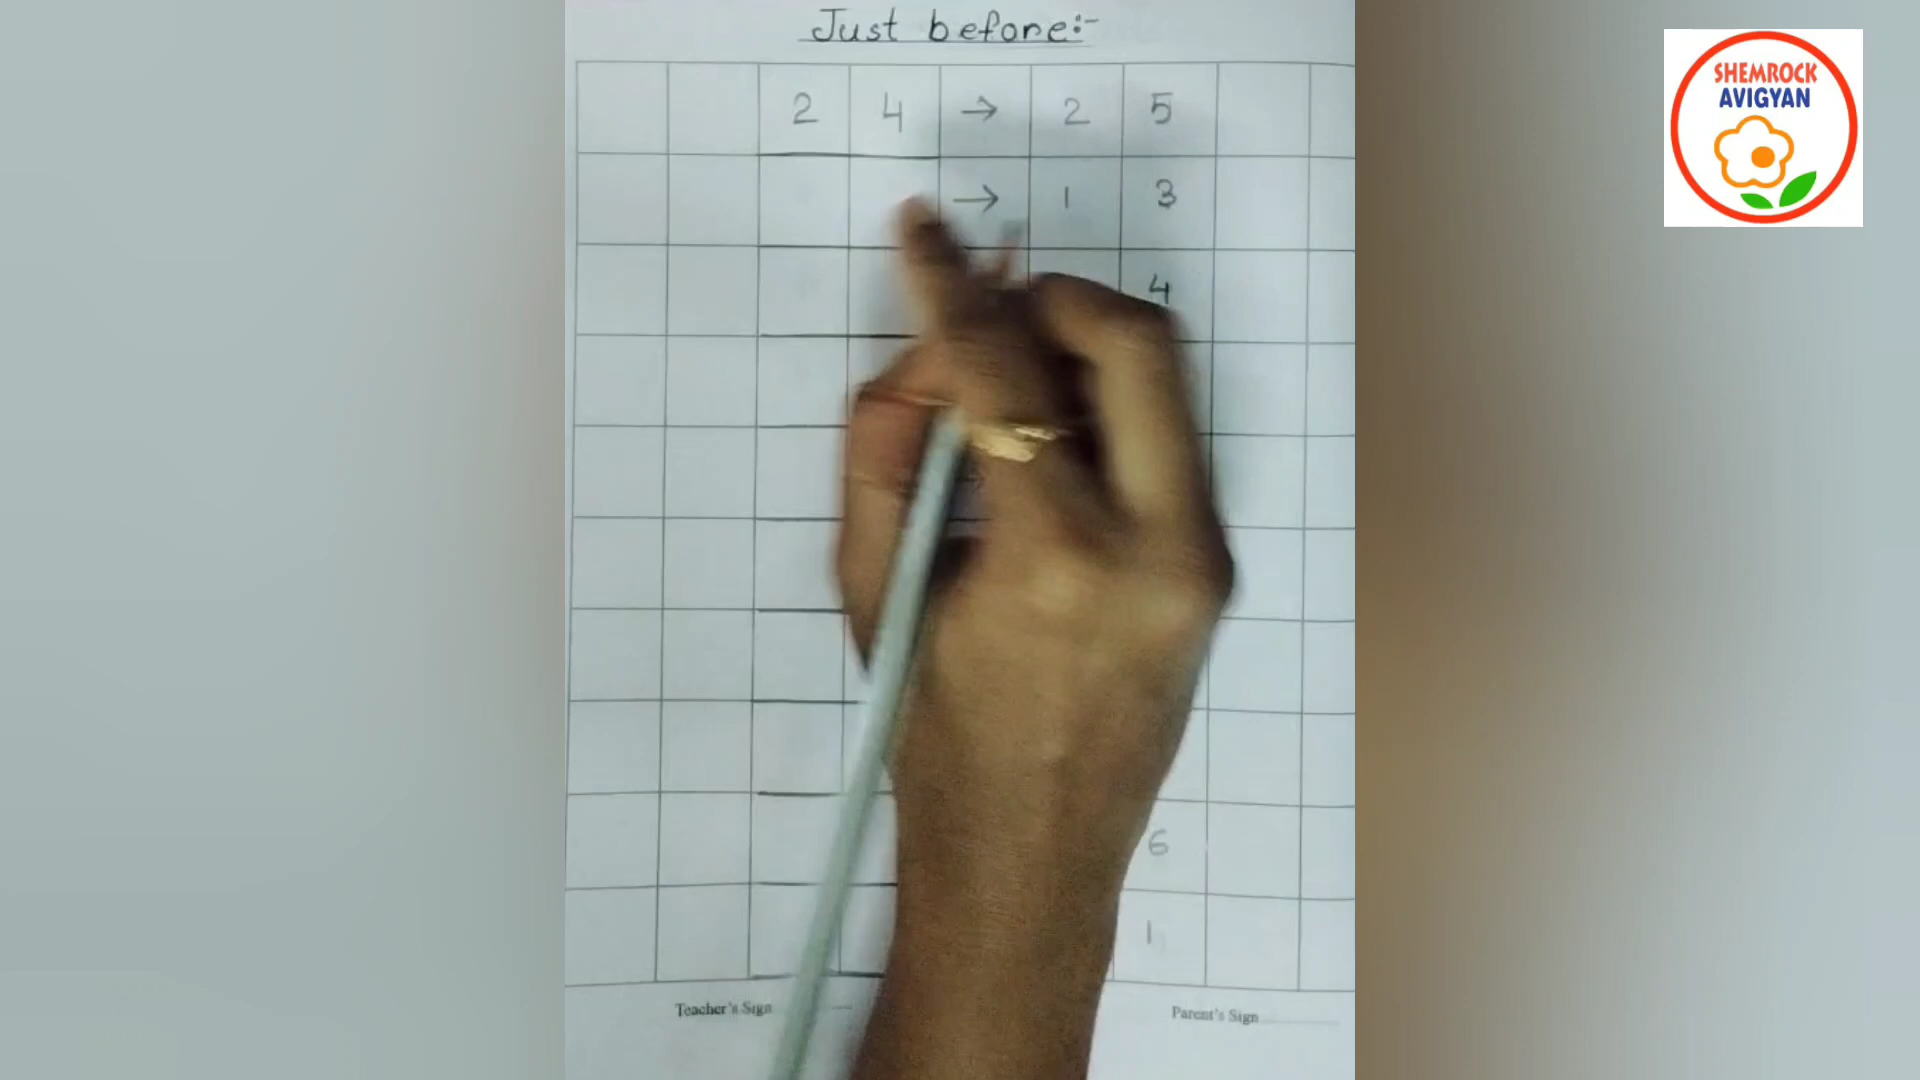 Just before:-
2 4 → 2 5
→ 1 3
4
6
1
Teacher's Sign
Parent's Sign
SHEMROCK
AVIGYAN